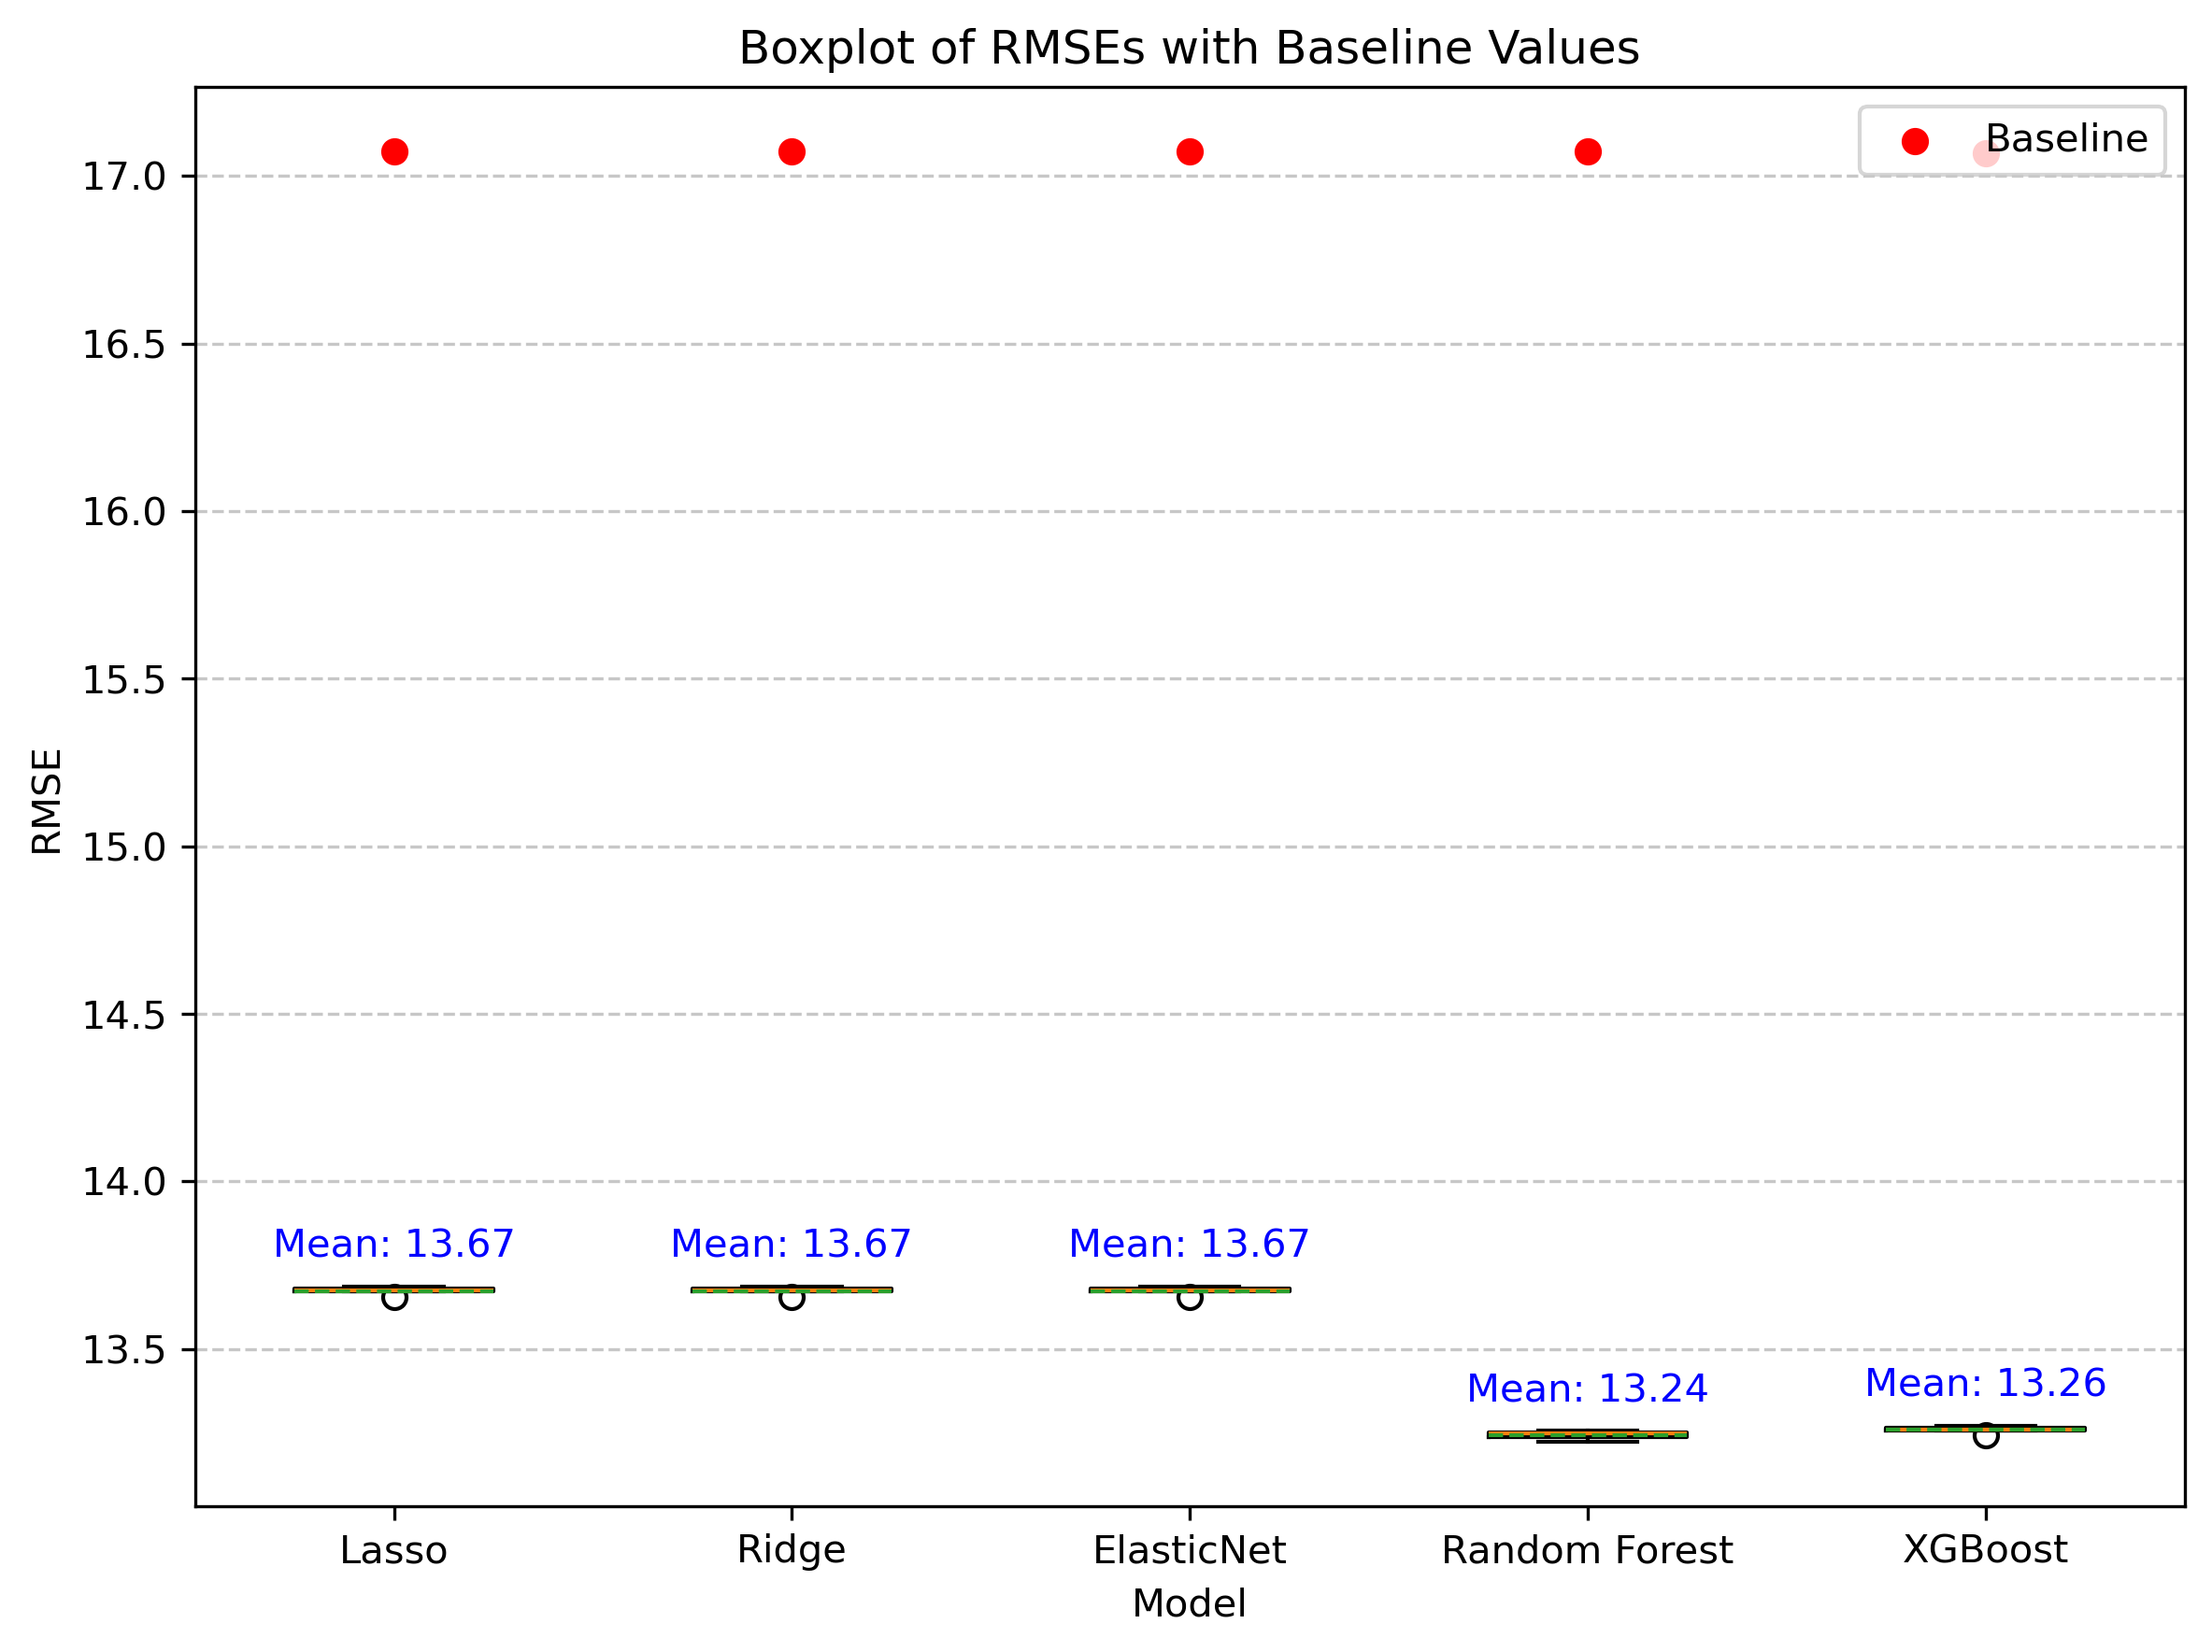 Boxplot of RMSEs with Baseline Values
Baseline
17.0
16.5
16.0
15.5
15.0
14.5
14.0
13.5
RMSE
Mean: 13.67
Mean: 13.67
Mean: 13.67
Mean: 13.24
Mean: 13.26
Lasso
Ridge
ElasticNet
Random Forest
XGBoost
Model